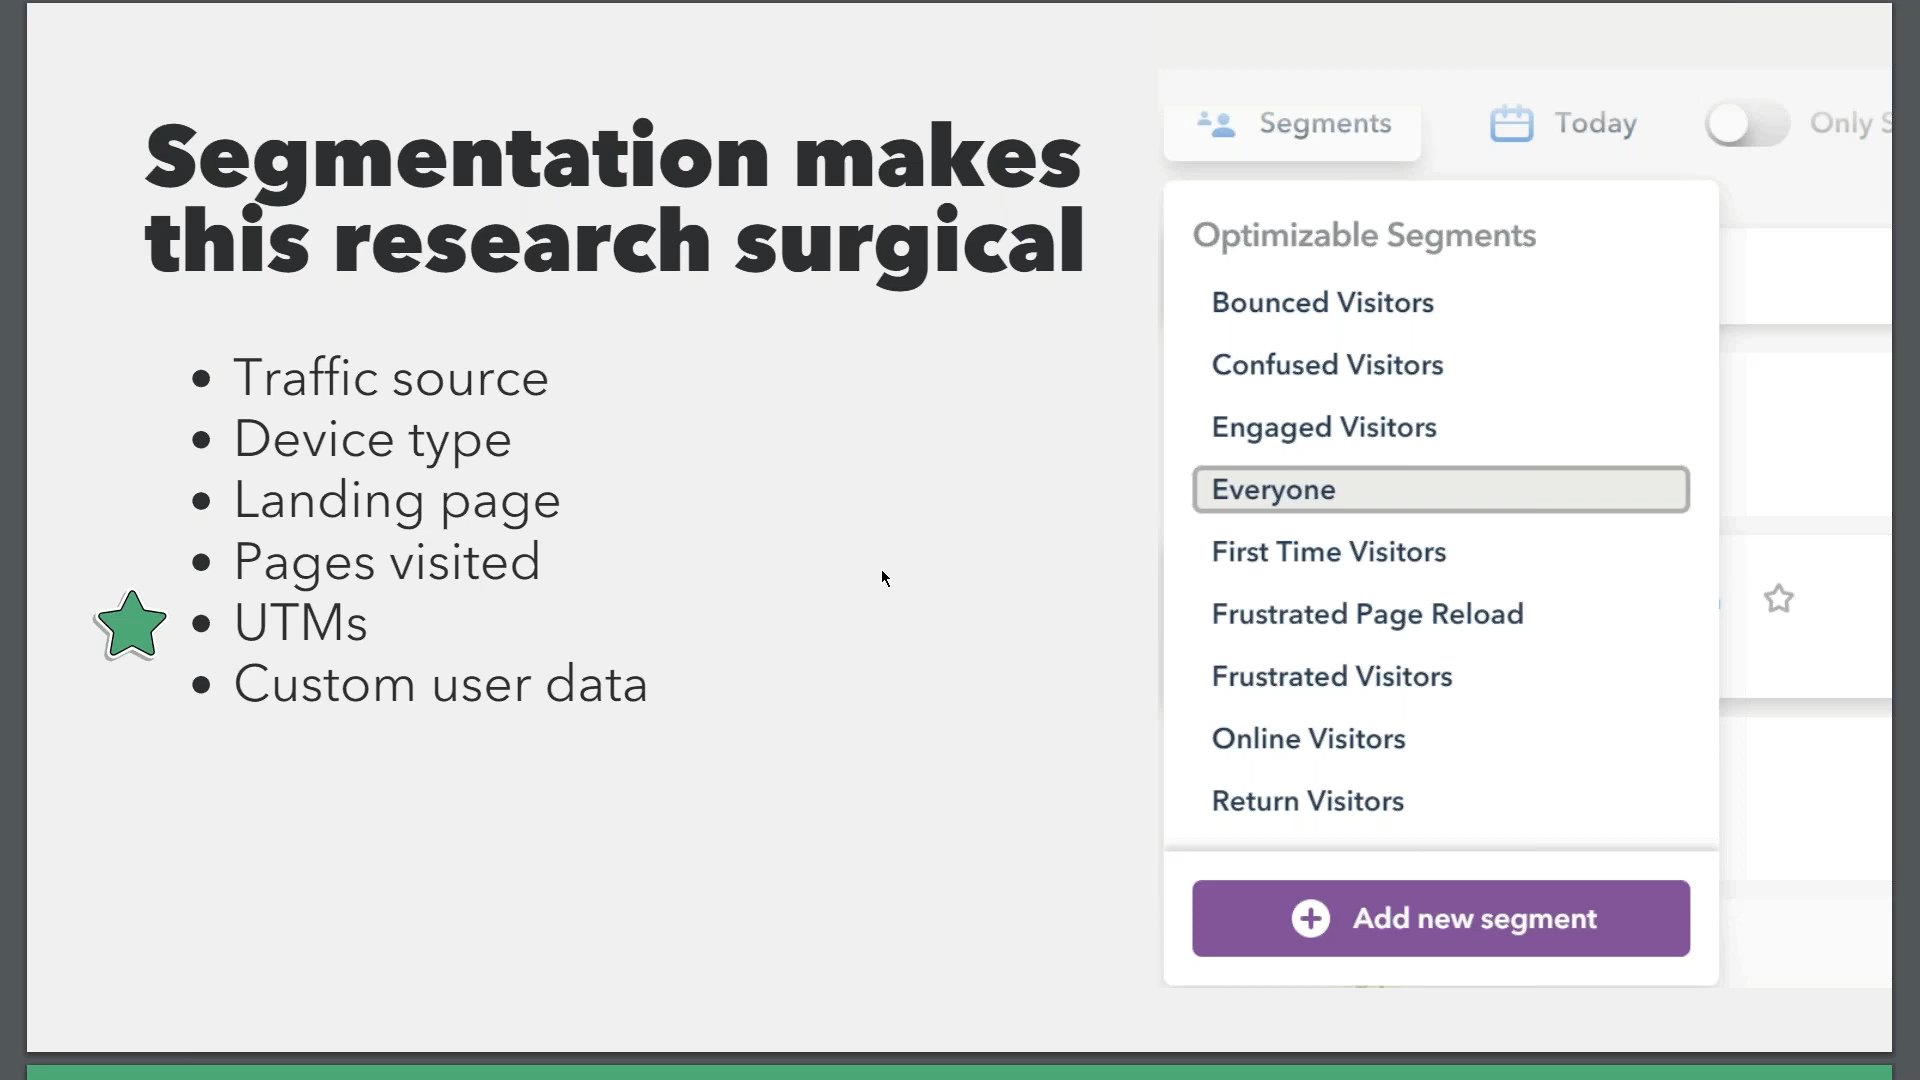 Segmentation makes
this research surgical
Traffic source
Device type
Landing page
Pages visited
UTMs
Custom user data
Segments
Today
Only S
Optimizable Segments
Bounced Visitors
Confused Visitors
Engaged Visitors
Everyone
First Time Visitors
Frustrated Page Reload
Frustrated Visitors
Online Visitors
Return Visitors
Add new segment